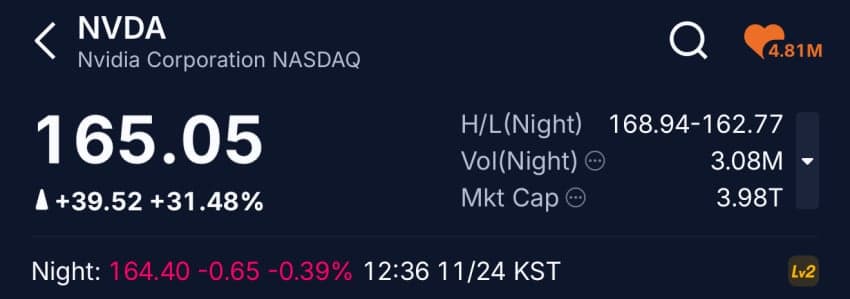 NVDA
Nvidia Corporation NASDAQ
4.81M
165.05
+39.52 +31.48%
H/L(Night) 168.94-162.77
Vol(Night) 3.08M
Mkt Cap 3.98T
Night: 164.40 -0.65 -0.39% 12:36 11/24 KST
Lv2